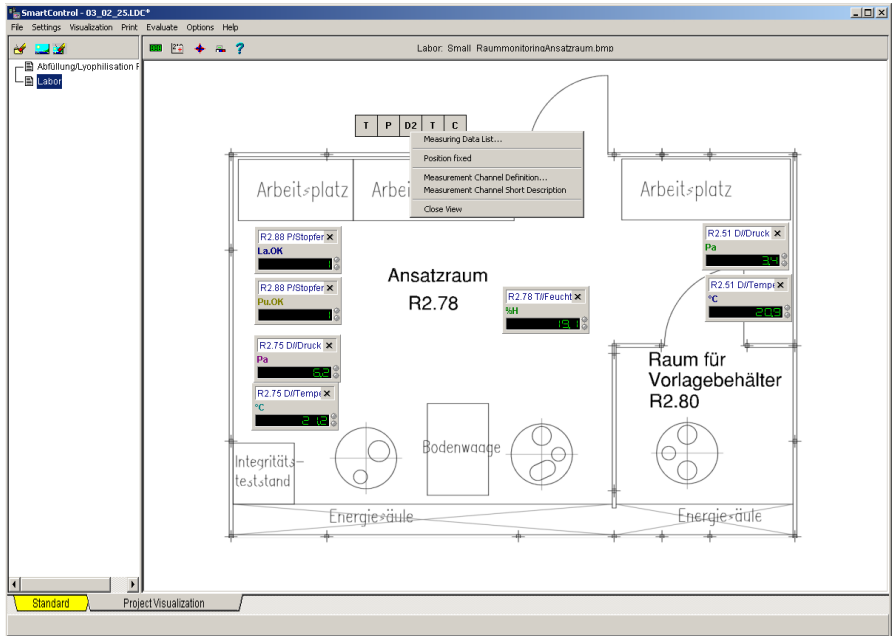 SmartControl - 03_02_25.LDC*
File Settings Visualization Print Evaluate Options Help
Labor: Small_RaummonitoringAnsatzraum.bmp
Abfüllung/Lyophilisation F
Labor
T P D2 T C
Measuring Data List...
Position fixed
Measurement Channel Definition...
Measurement Channel Short Description
Close View
Arbeitsplatz
Arbei
Arbeitsplatz
R2.88 P/Stopfer
La.OK
1
R2.88 P/Stopfer
Pu.OK
1
R2.75 D//Druck
Pa
6,2
R2.75 D//Tempe
°C
21,2
Ansatzraum
R2.78
R2.78 T//Feucht
%H
19,1
R2.51 D//Druck
Pa
3,4
R2.51 D//Tempe
°C
20,9
Raum für
Vorlagebehälter
R2.80
Bodenwaage
Integritäts-
teststand
Energiesäule
Energiesäule
Standard Project Visualization